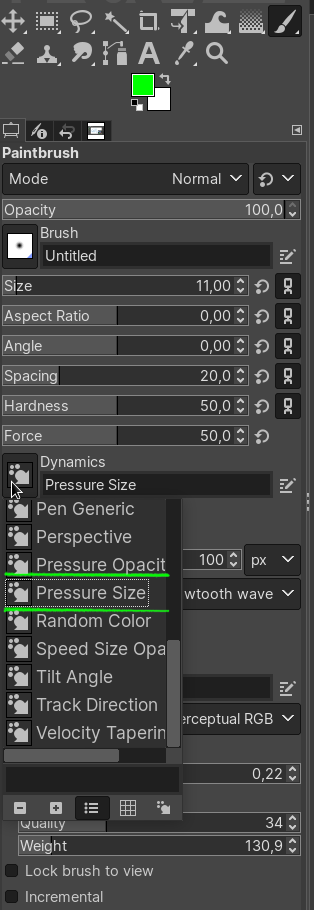 Paintbrush
Mode Normal
Opacity 100,0
Brush
Untitled
Size 11,00
Aspect Ratio 0,00
Angle 0,00
Spacing 20,0
Hardness 50,0
Force 50,0
Dynamics
Pressure Size
Pen Generic
Perspective
Pressure Opacit 100 px
Pressure Size wtooth wave
Random Color
Speed Size Opa
Tilt Angle
Track Direction erceptual RGB
Velocity Taperin
0,22
Quality 34
Weight 130,9
Lock brush to view
Incremental